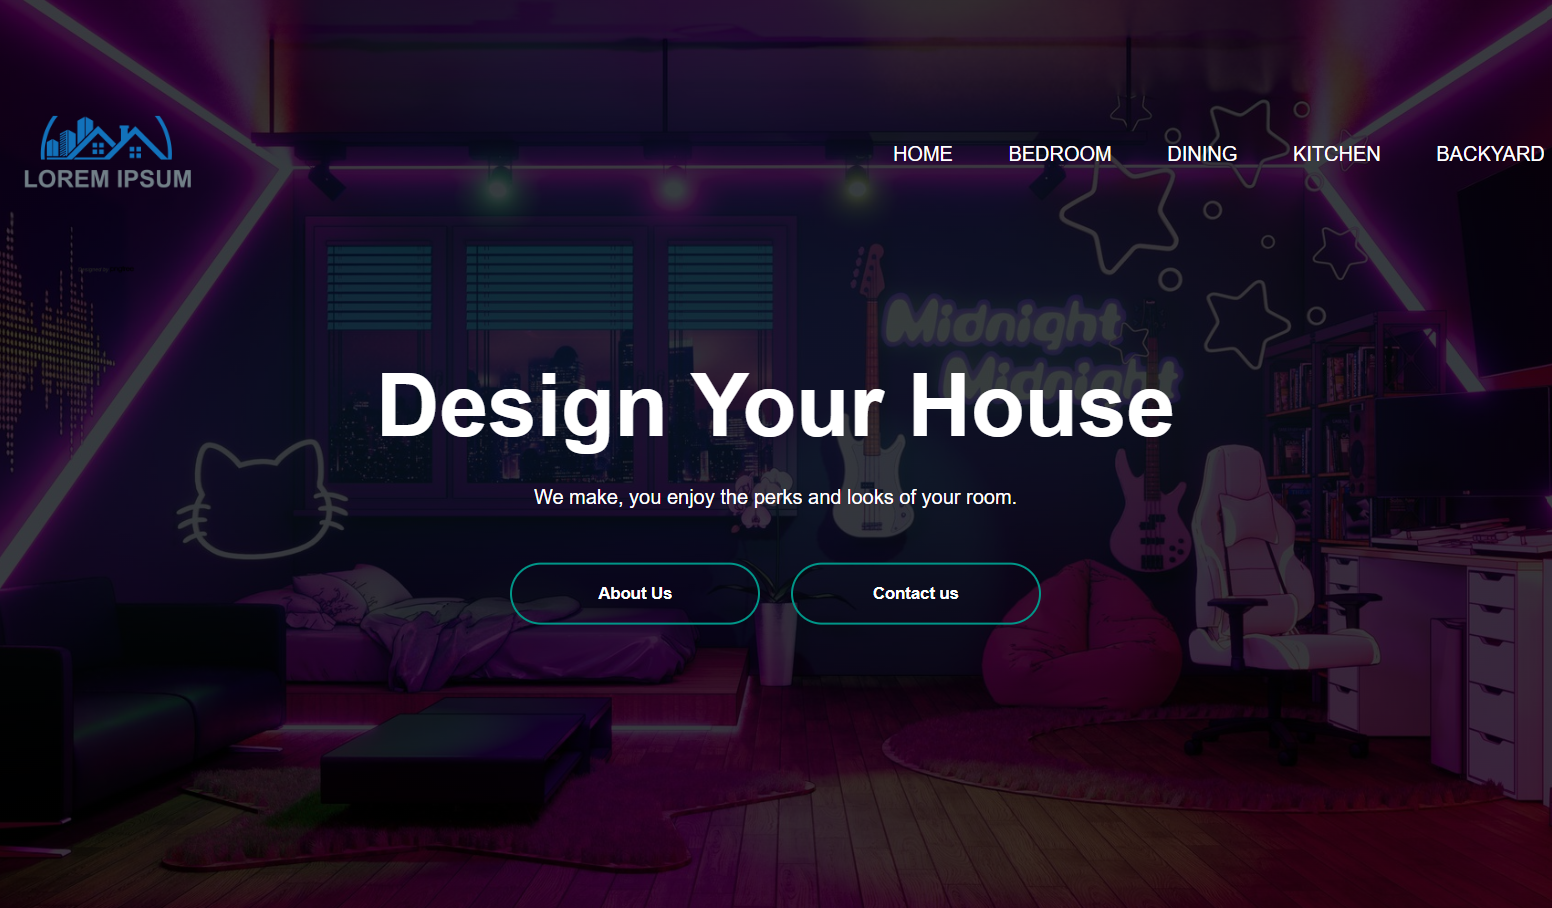 LOREM IPSUM
HOME BEDROOM DINING KITCHEN BACKYARD
Midnight
Midnight
Design Your House
We make, you enjoy the perks and looks of your room.
About Us Contact us